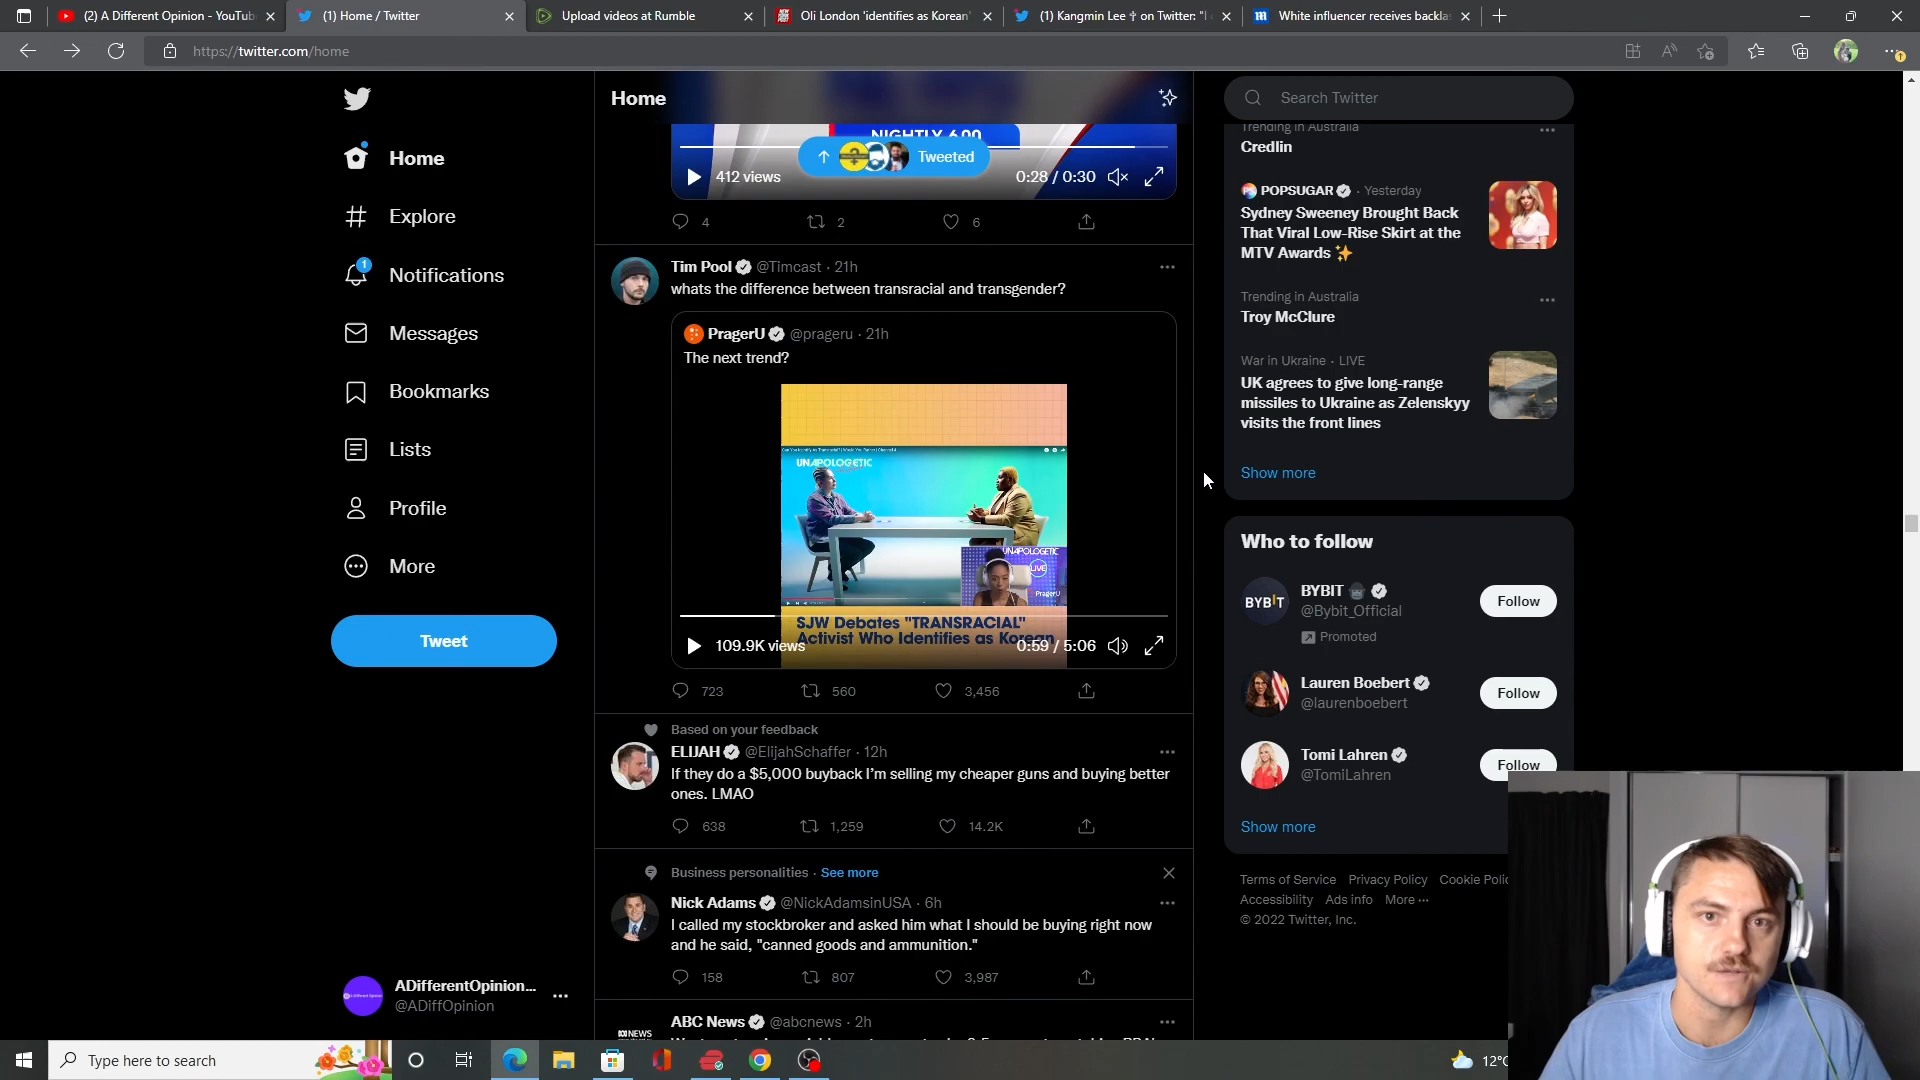 (2) A Different Opinion - YouTub
(1) Home / Twitter
Upload videos at Rumble
Oli London 'identifies as Korean'
(1) Kangmin Lee ✝ on Twitter: "I
White influencer receives backla
https://twitter.com/home
Home
Explore
1
Notifications
Messages
Bookmarks
Lists
Profile
More
Tweet
ADifferentOpinion...
@ADiffOpinion
Home
NIGHTLY 6.00
Tweeted
412 views
0:28 / 0:30
4
2
6
Tim Pool @Timcast · 21h
whats the difference between transracial and transgender?
PragerU @prageru · 21h
The next trend?
UNAPOLOGETIC
UNAPOLOGETIC
LIVE
PragerU
SJW Debates "TRANSRACIAL"
Activist Who Identifies as Korean
109.9K views
0:59 / 5:06
723
560
3,456
Based on your feedback
ELIJAH @ElijahSchaffer · 12h
If they do a $5,000 buyback I'm selling my cheaper guns and buying better
ones. LMAO
638
1,259
14.2K
Business personalities · See more
Nick Adams @NickAdamsinUSA · 6h
I called my stockbroker and asked him what I should be buying right now
and he said, "canned goods and ammunition."
158
807
3,987
NEWS
ABC News @abcnews · 2h
Search Twitter
Trending in Australia
Credlin
POPSUGAR · Yesterday
Sydney Sweeney Brought Back
That Viral Low-Rise Skirt at the
MTV Awards ✨
Trending in Australia
Troy McClure
War in Ukraine · LIVE
UK agrees to give long-range
missiles to Ukraine as Zelenskyy
visits the front lines
Show more
Who to follow
BYBIT
BYBIT
@Bybit_Official
Promoted
Follow
Lauren Boebert
@laurenboebert
Follow
Tomi Lahren
@TomiLahren
Follow
Show more
Terms of Service Privacy Policy Cookie Polic
Accessibility Ads info More ···
© 2022 Twitter, Inc.
Type here to search
12°C